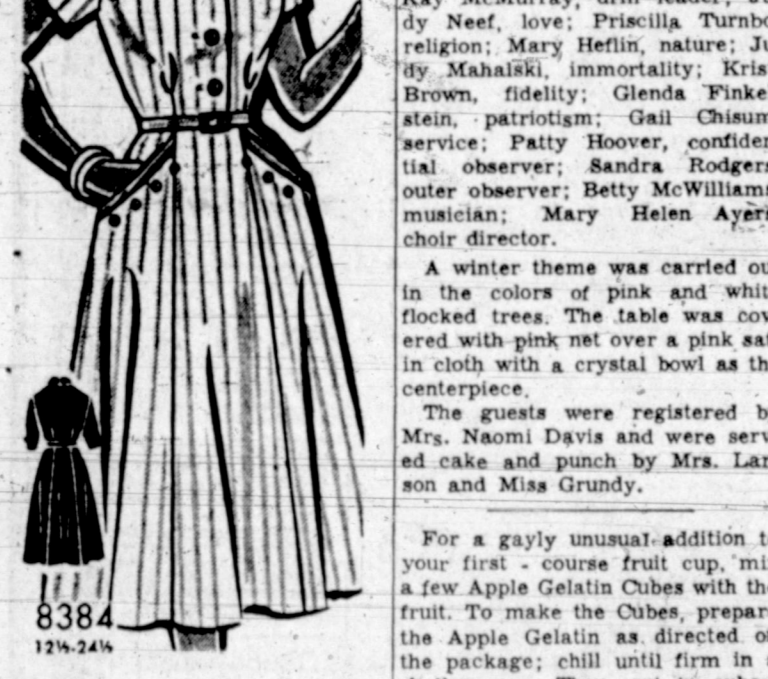 8384
12½-24½
dy Neef, love; Priscilla Turnbo
religion; Mary Heflin, nature; Ju
dy Mahalski, immortality; Kris
Brown, fidelity; Glenda Finke
stein, patriotism; Gail Chisum
service; Patty Hoover, confiden
tial observer; Sandra Rodgers
outer observer; Betty McWilliams
musician; Mary Helen Ayers
choir director.
A winter theme was carried ou
in the colors of pink and whit
flocked trees. The table was cov
ered with pink net over a pink sat
in cloth with a crystal bowl as th
centerpiece.
The guests were registered b
Mrs. Naomi Davis and were serv
ed cake and punch by Mrs. Lar
son and Miss Grundy.
For a gayly unusual addition t
your first - course fruit cup, mi
a few Apple Gelatin Cubes with the
fruit. To make the Cubes, prepar
the Apple Gelatin as directed o
the package; chill until firm in